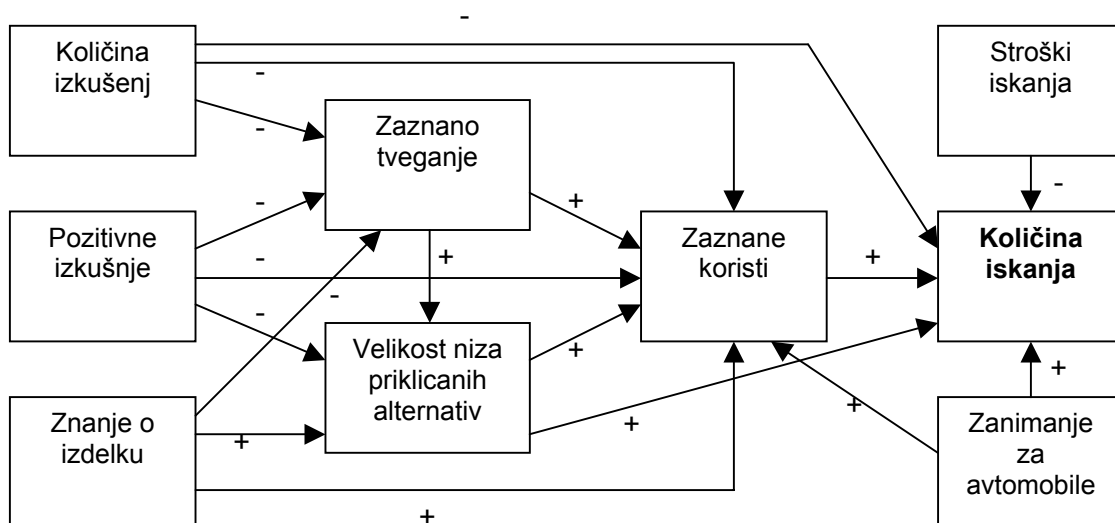 -
Količina
izkušenj
Stroški
iskanja
-
-
Zaznano
tveganje
-
-
+
Pozitivne
izkušnje
-
+
Zaznane
koristi
+
Količina
iskanja
-
-
Velikost niza
priklicanih
alternativ
+
+
Znanje o
izdelku
+
+
+
Zanimanje
za
avtomobile
+